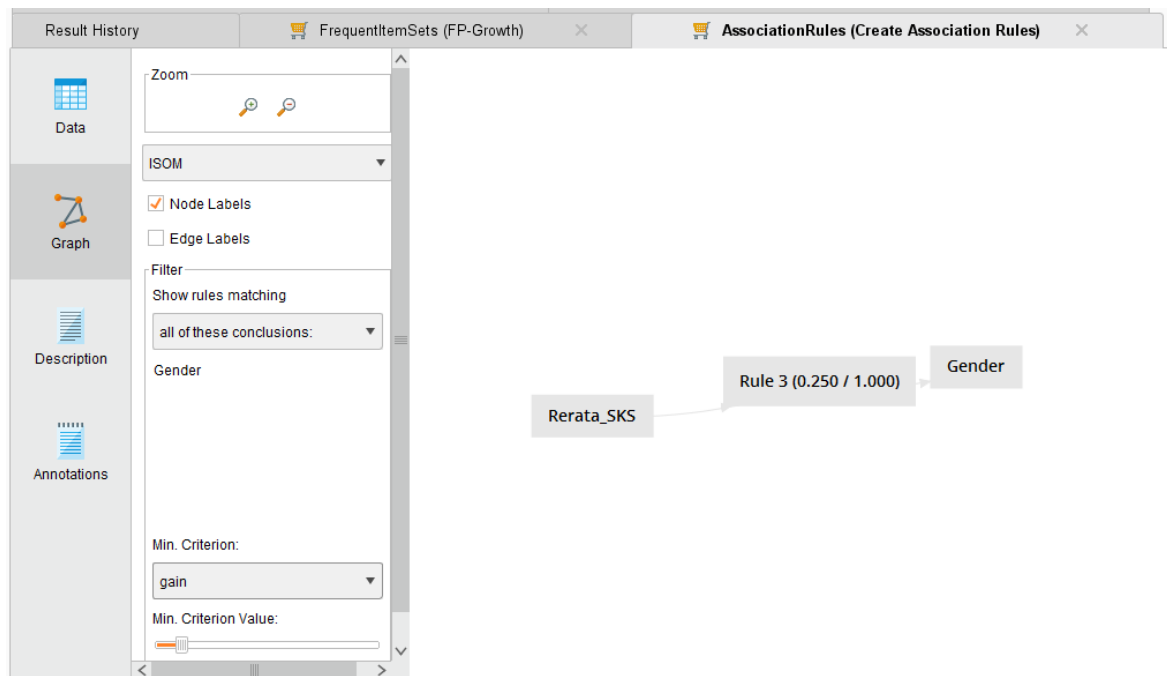 Result History
FrequentItemSets (FP-Growth)
AssociationRules (Create Association Rules)
Data
Graph
Description
Annotations
Zoom
ISOM
Node Labels
Edge Labels
Filter
Show rules matching
all of these conclusions:
Gender
Min. Criterion:
gain
Min. Criterion Value:
Rerata_SKS
Rule 3 (0.250 / 1.000)
Gender